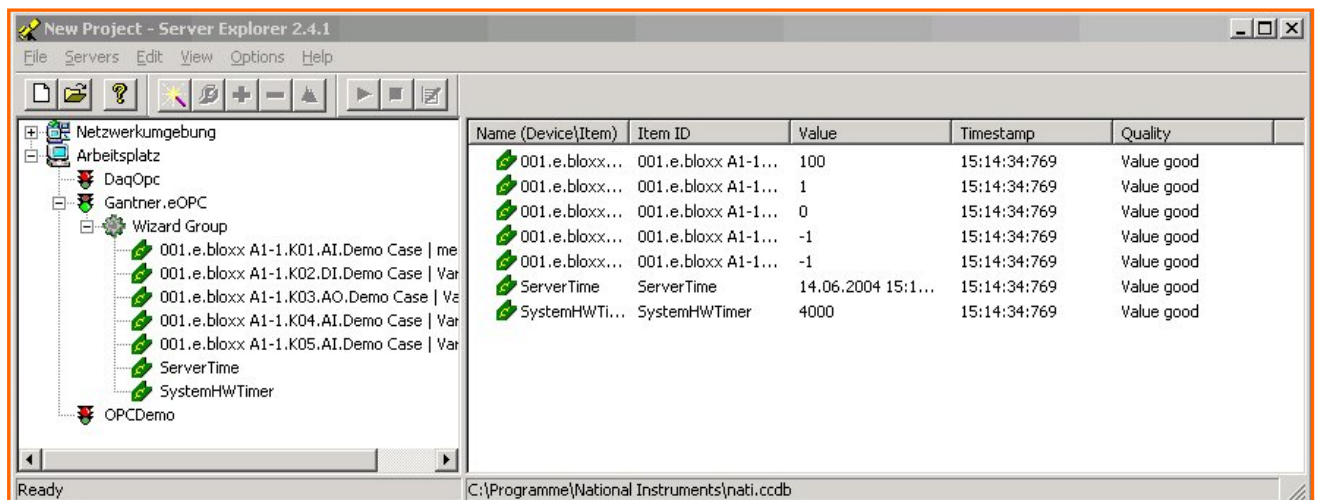 New Project - Server Explorer 2.4.1
File Servers Edit View Options Help
Netzwerkumgebung
Arbeitsplatz
DaqOpc
Gantner.eOPC
Wizard Group
001.e.bloxx A1-1.K01.AI.Demo Case | me
001.e.bloxx A1-1.K02.DI.Demo Case | Var
001.e.bloxx A1-1.K03.AO.Demo Case | Va
001.e.bloxx A1-1.K04.AI.Demo Case | Var
001.e.bloxx A1-1.K05.AI.Demo Case | Var
ServerTime
SystemHWTimer
OPCDemo
Name (Device\Item) Item ID Value Timestamp Quality
001.e.bloxx... 001.e.bloxx A1-1... 100 15:14:34:769 Value good
001.e.bloxx... 001.e.bloxx A1-1... 1 15:14:34:769 Value good
001.e.bloxx... 001.e.bloxx A1-1... 0 15:14:34:769 Value good
001.e.bloxx... 001.e.bloxx A1-1... -1 15:14:34:769 Value good
001.e.bloxx... 001.e.bloxx A1-1... -1 15:14:34:769 Value good
ServerTime ServerTime 14.06.2004 15:1... 15:14:34:769 Value good
SystemHWTi... SystemHWTimer 4000 15:14:34:769 Value good
Ready C:\Programme\National Instruments\nati.ccdb